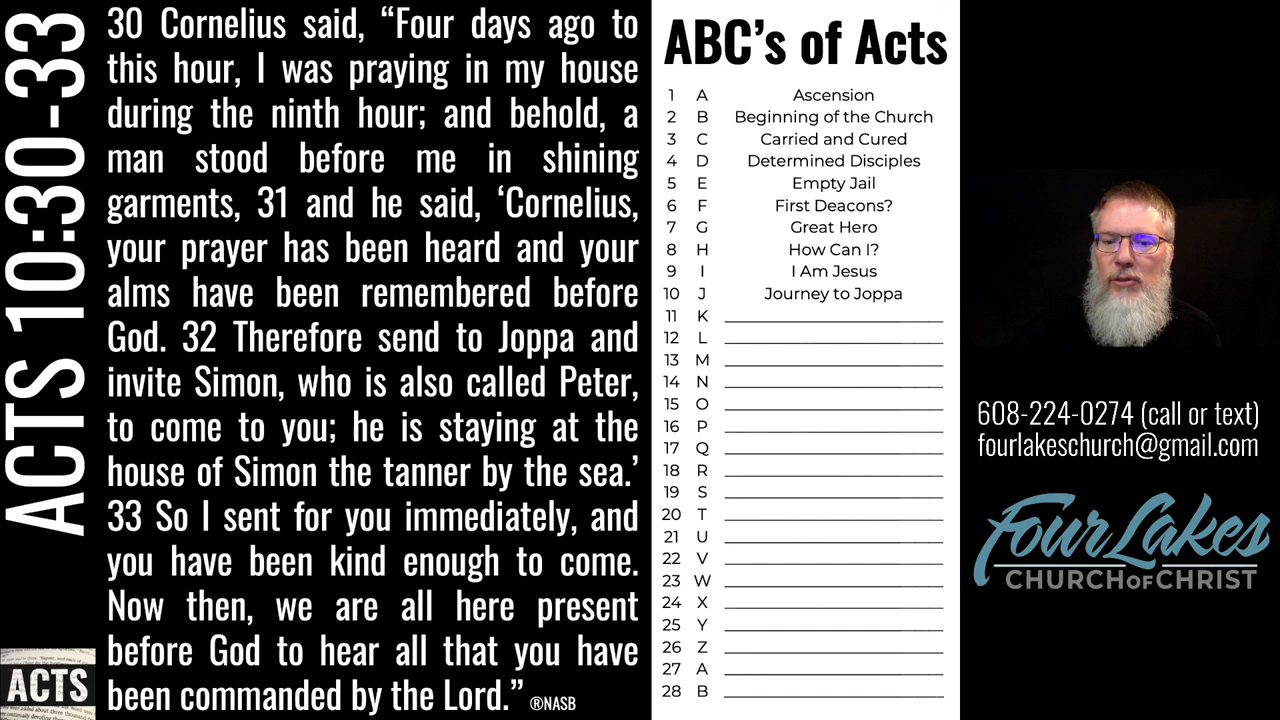 ACTS 10:30-33
30 Cornelius said, “Four days ago to
this hour, I was praying in my house
during the ninth hour; and behold, a
man stood before me in shining
garments, 31 and he said, ‘Cornelius,
your prayer has been heard and your
alms have been remembered before
God. 32 Therefore send to Joppa and
invite Simon, who is also called Peter,
to come to you; he is staying at the
house of Simon the tanner by the sea.’
33 So I sent for you immediately, and
you have been kind enough to come.
Now then, we are all here present
before God to hear all that you have
been commanded by the Lord.” ®NASB
ACTS
ABC’s of Acts
1 A Ascension
2 B Beginning of the Church
3 C Carried and Cured
4 D Determined Disciples
5 E Empty Jail
6 F First Deacons?
7 G Great Hero
8 H How Can I?
9 I I Am Jesus
10 J Journey to Joppa
11 K
12 L
13 M
14 N
15 O
16 P
17 Q
18 R
19 S
20 T
21 U
22 V
23 W
24 X
25 Y
26 Z
27 A
28 B
608-224-0274 (call or text)
fourlakeschurch@gmail.com
Four Lakes
CHURCH OF CHRIST